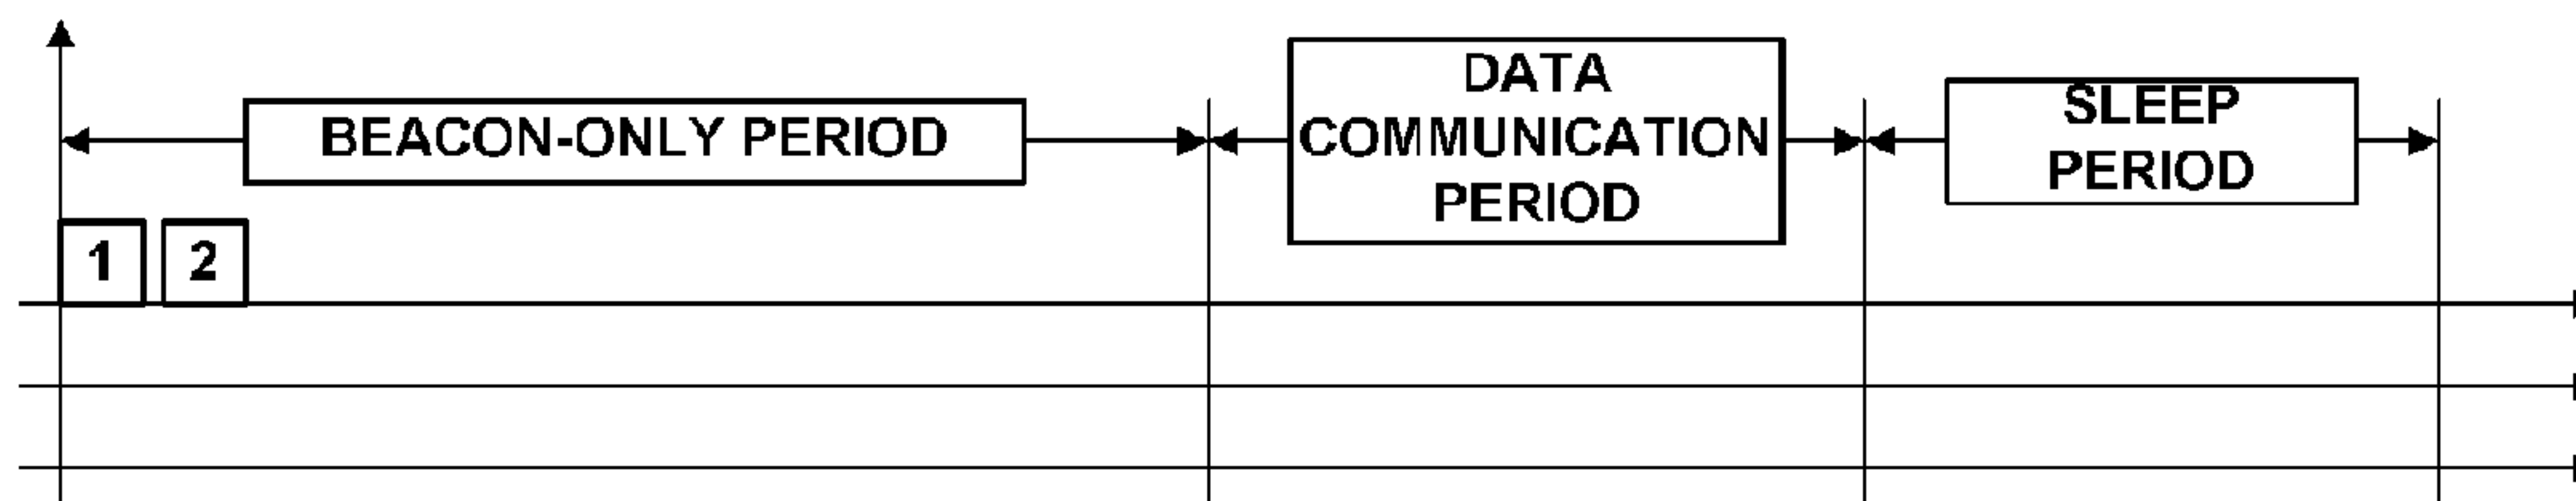 BEACON-ONLY PERIOD
DATA
COMMUNICATION
PERIOD
SLEEP
PERIOD
1 2